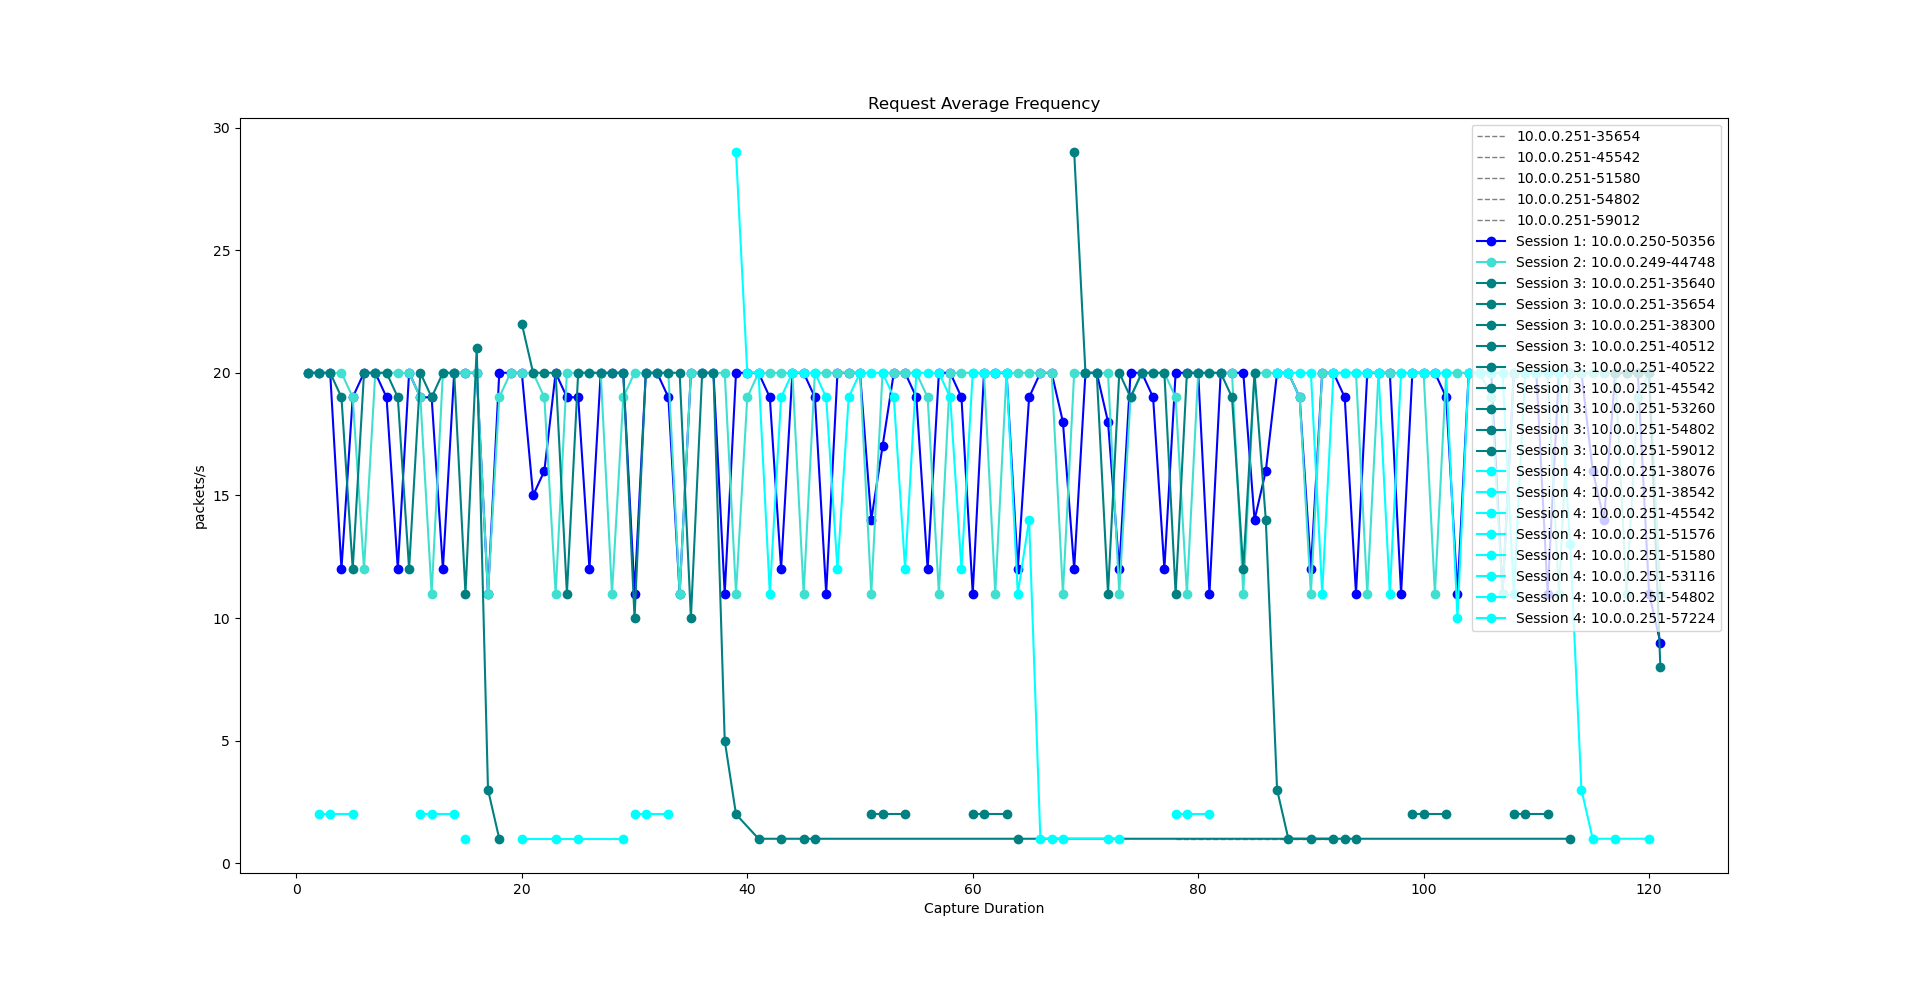 Request Average Frequency
30
25
20
15
10
5
0
packets/s
0 20 40 60 80 100 120
Capture Duration
10.0.0.251-35654
10.0.0.251-45542
10.0.0.251-51580
10.0.0.251-54802
10.0.0.251-59012
Session 1: 10.0.0.250-50356
Session 2: 10.0.0.249-44748
Session 3: 10.0.0.251-35640
Session 3: 10.0.0.251-35654
Session 3: 10.0.0.251-38300
Session 3: 10.0.0.251-40512
Session 3: 10.0.0.251-40522
Session 3: 10.0.0.251-45542
Session 3: 10.0.0.251-53260
Session 3: 10.0.0.251-54802
Session 3: 10.0.0.251-59012
Session 4: 10.0.0.251-38076
Session 4: 10.0.0.251-38542
Session 4: 10.0.0.251-45542
Session 4: 10.0.0.251-51576
Session 4: 10.0.0.251-51580
Session 4: 10.0.0.251-53116
Session 4: 10.0.0.251-54802
Session 4: 10.0.0.251-57224